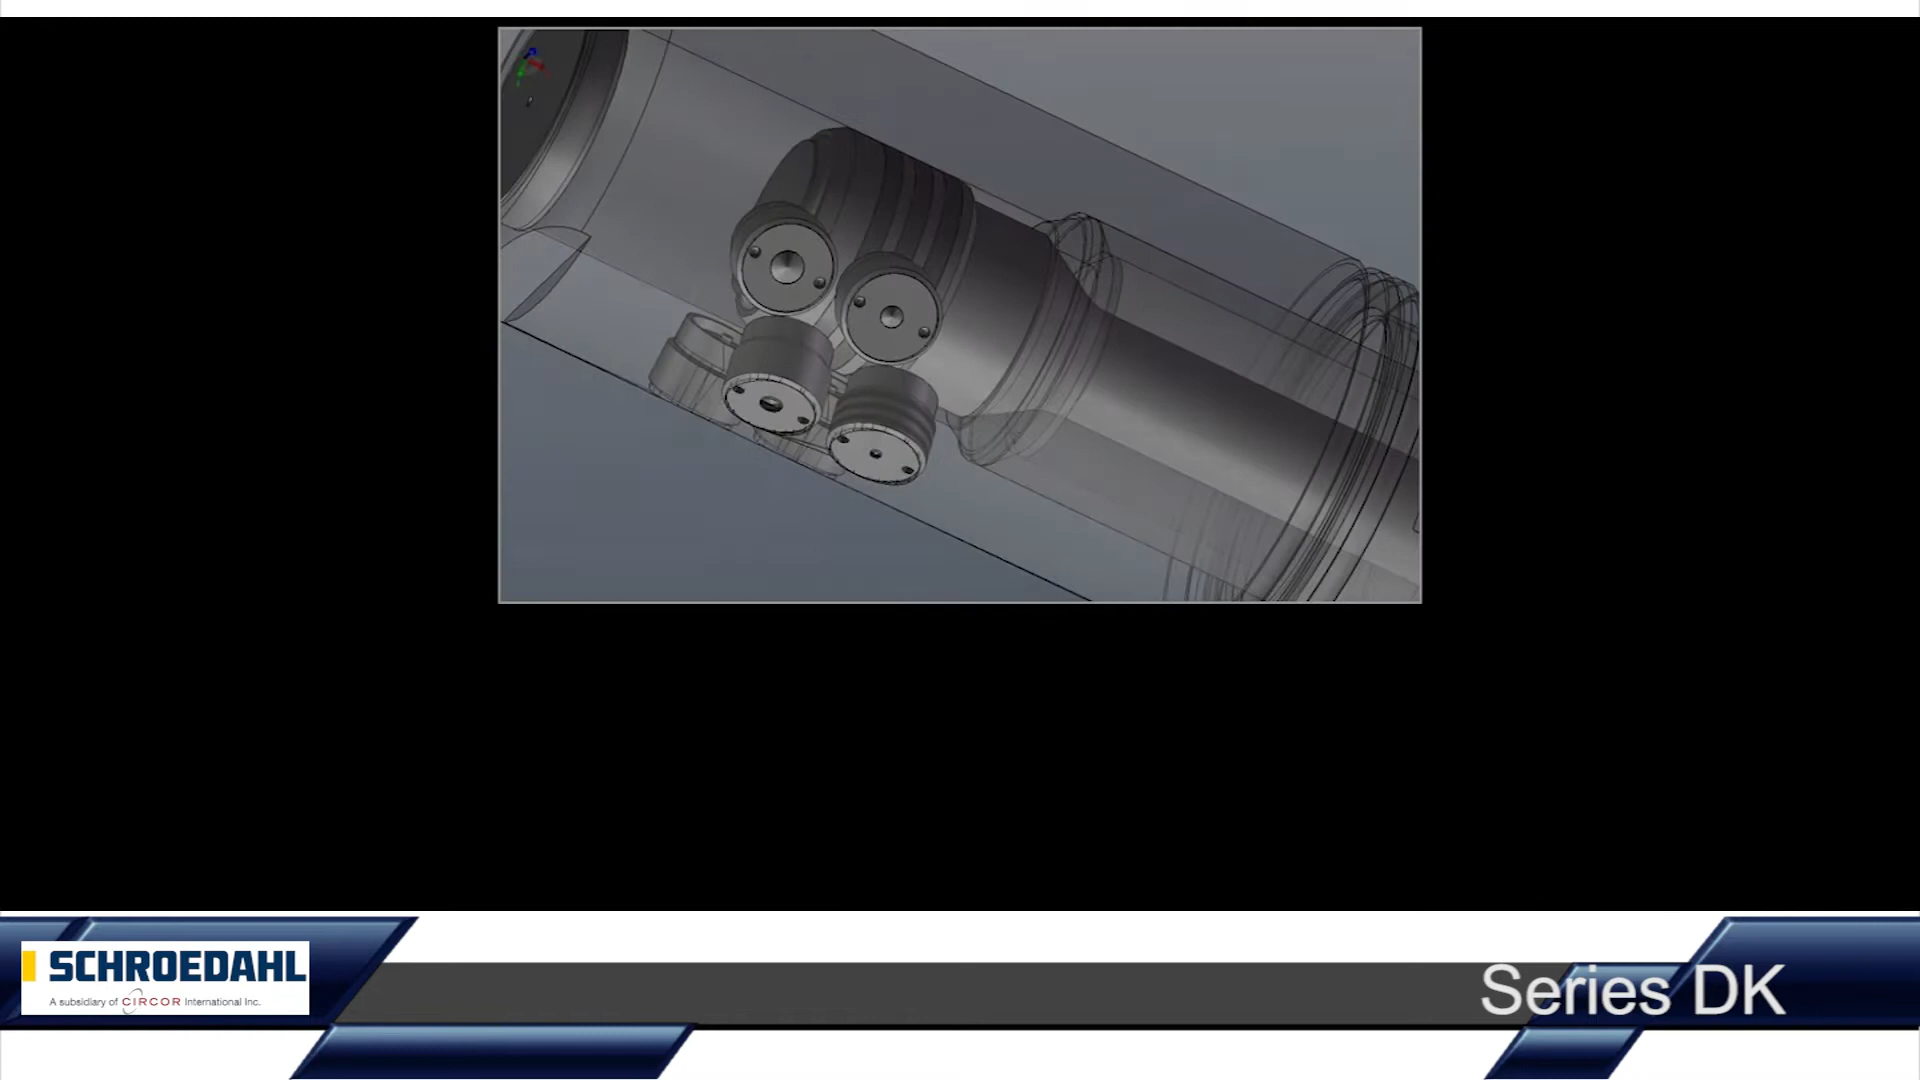 SCHROEDAHL
A subsidiary of CIRCOR International Inc.
Series DK